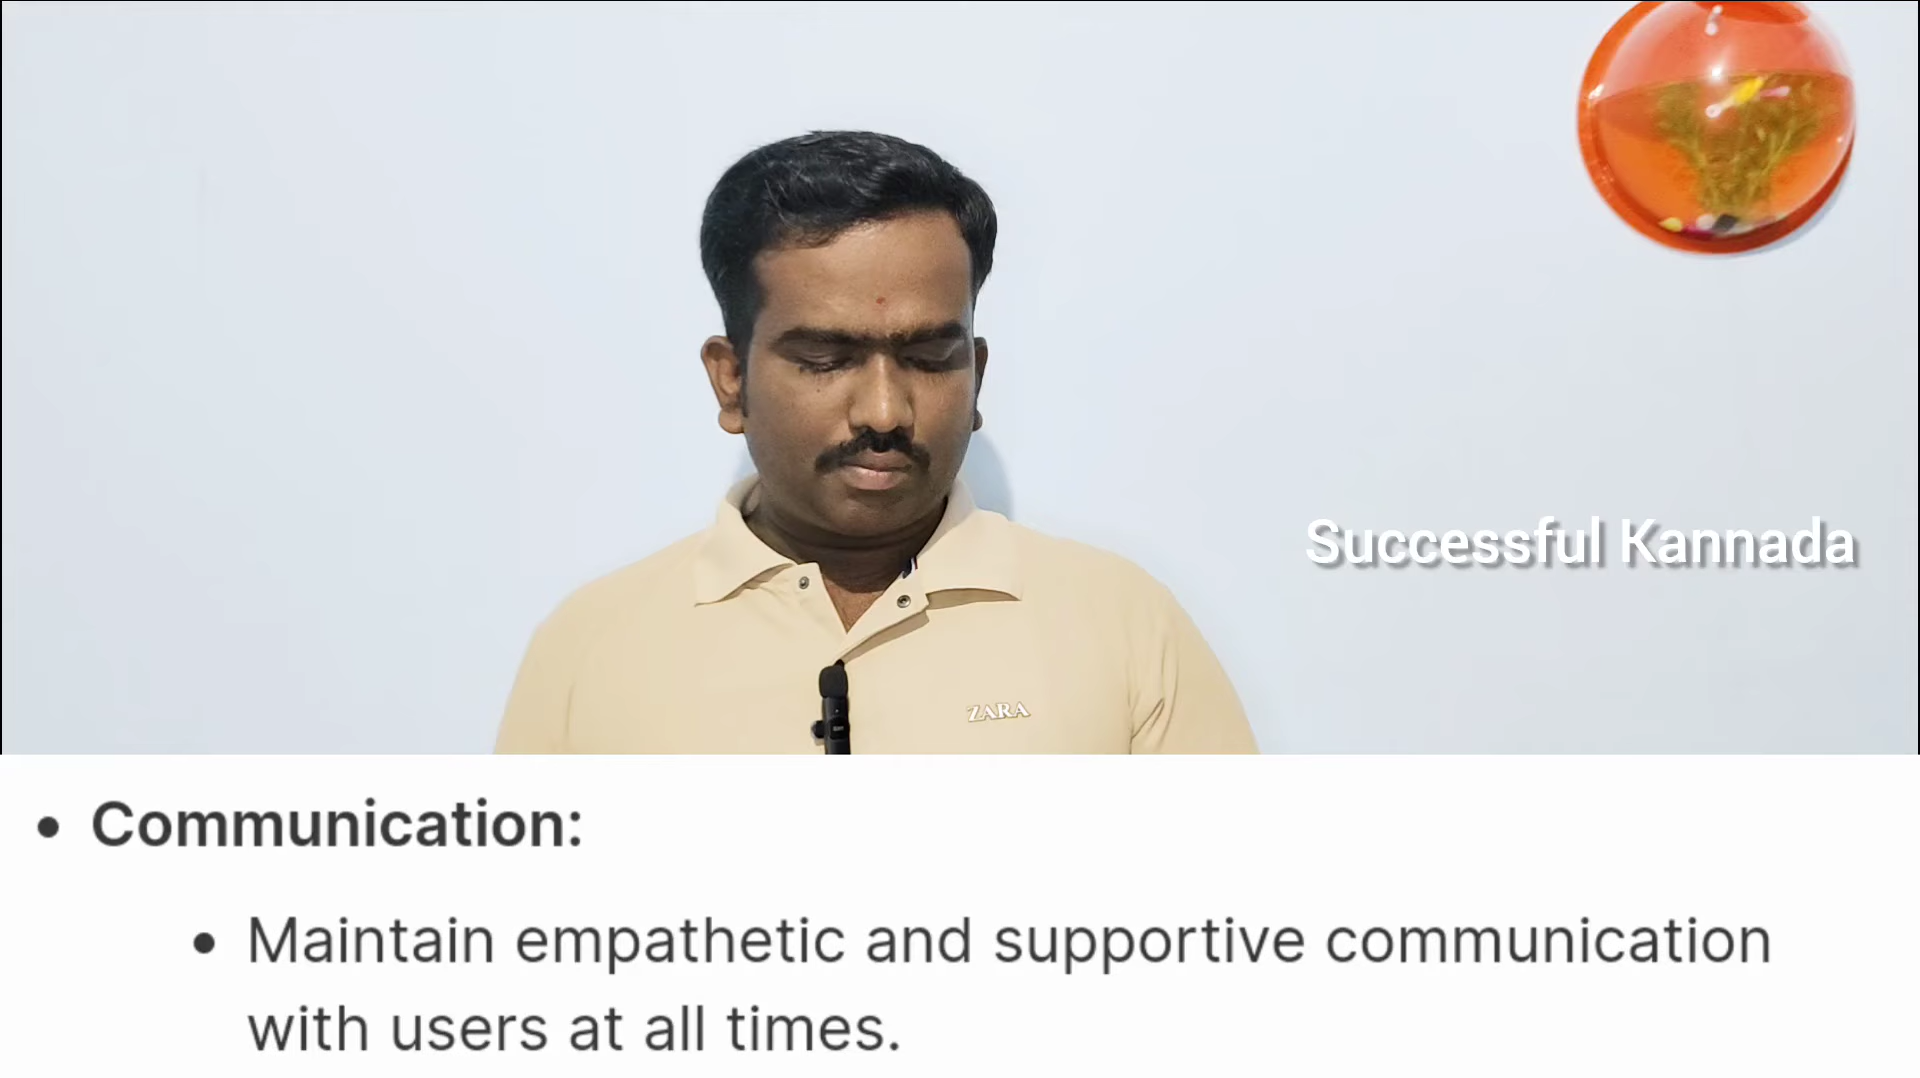 Successful Kannada
ZARA
• Communication:
• Maintain empathetic and supportive communication
with users at all times.